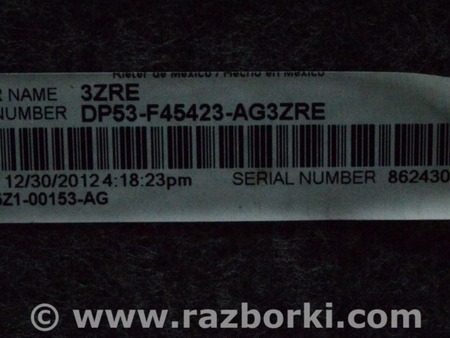 Rieter de Mexico / Hecho en Mexico
R NAME 3ZRE
NUMBER DP53-F45423-AG3ZRE
12/30/2012 4:18:23pm SERIAL NUMBER 862430
6Z1-00153-AG
© www.razborki.com